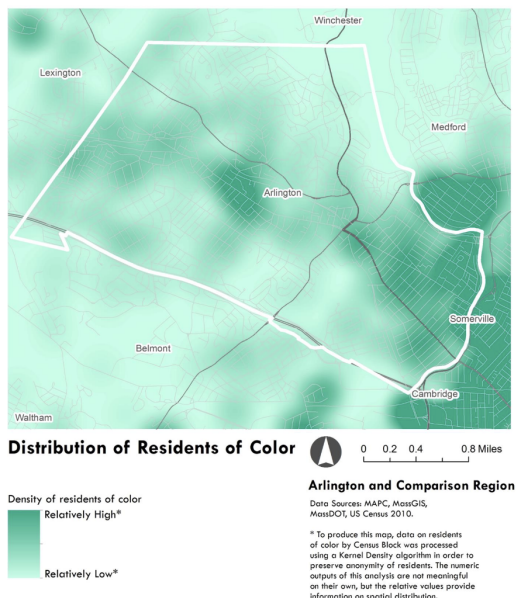 Winchester
Lexington
Medford
Arlington
Somerville
Belmont
Cambridge
Waltham
Distribution of Residents of Color
0 0.2 0.4 0.8 Miles
Arlington and Comparison Region
Density of residents of color
Relatively High*
Relatively Low*
Data Sources: MAPC, MassGIS,
MassDOT, US Census 2010.
* To produce this map, data on residents
of color by Census Block was processed
using a Kernel Density algorithm in order to
preserve anonymity of residents. The numeric
outputs of this analysis are not meaningful
on their own, but the relative values provide
information on spatial distribution.